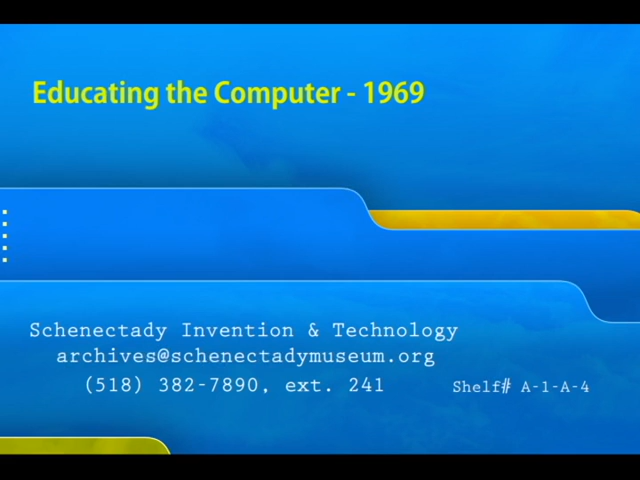 Educating the Computer - 1969
Schenectady Invention & Technology
archives@schenectadymuseum.org
(518) 382-7890, ext. 241
Shelf# A-1-A-4